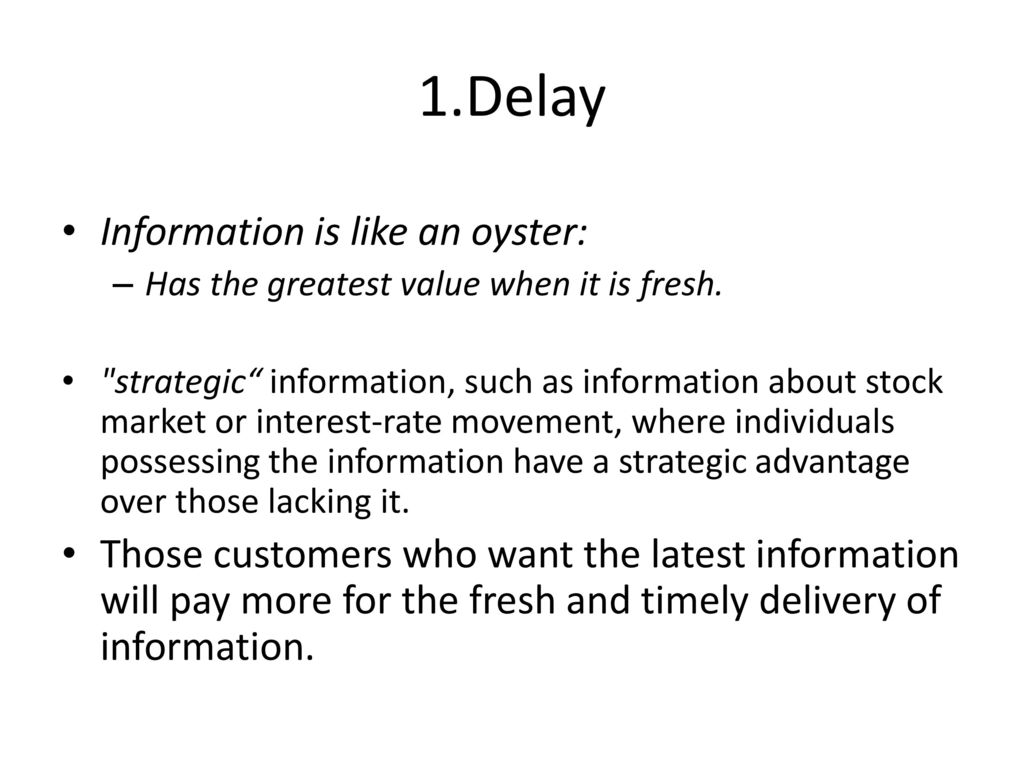 1.Delay
• Information is like an oyster:
– Has the greatest value when it is fresh.
• "strategic“ information, such as information about stock
market or interest-rate movement, where individuals
possessing the information have a strategic advantage
over those lacking it.
• Those customers who want the latest information
will pay more for the fresh and timely delivery of
information.